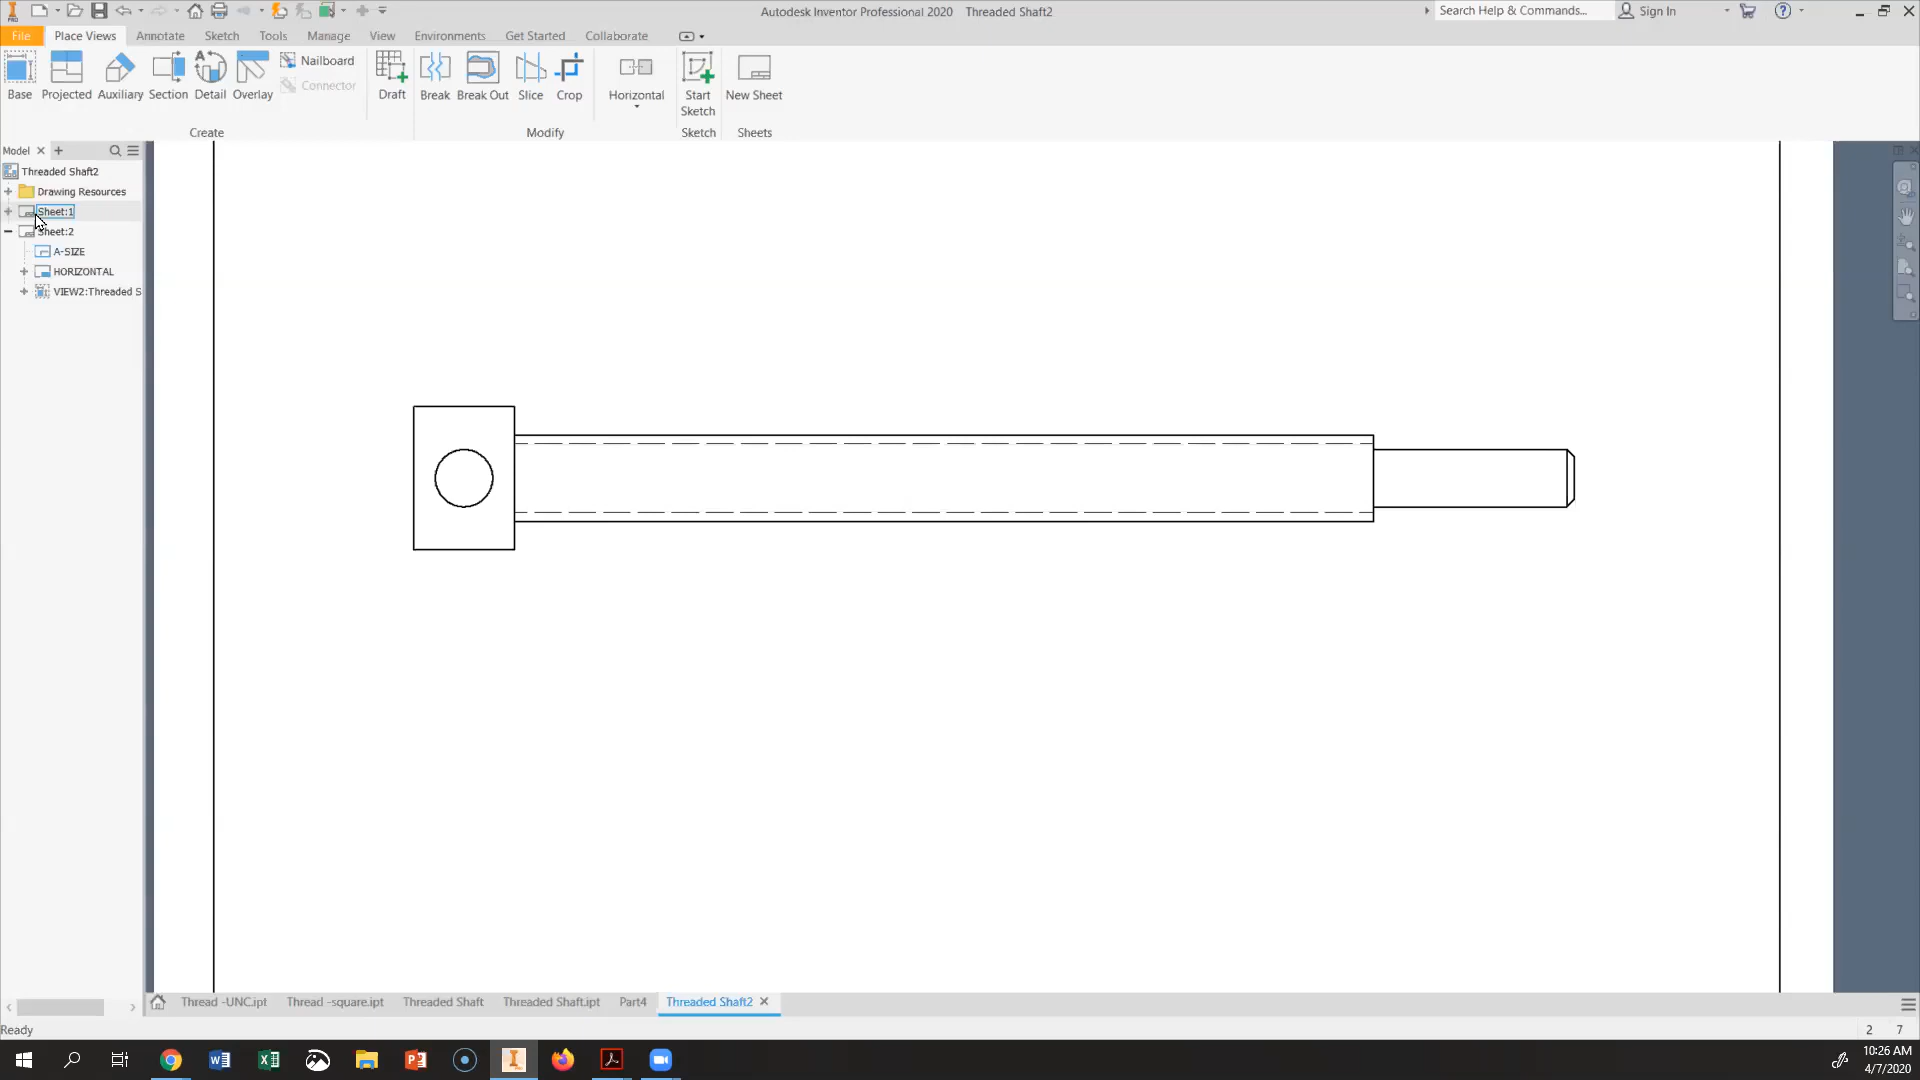 Autodesk Inventor Professional 2020 Threaded Shaft2
Search Help & Commands...
Sign In
File
Place Views
Annotate
Sketch
Tools
Manage
View
Environments
Get Started
Collaborate
Base
Projected
Auxiliary
Section
Detail
Overlay
Nailboard
Connector
Draft
Break
Break Out
Slice
Crop
Horizontal
Start
Sketch
New Sheet
Create
Modify
Sketch
Sheets
Model
Threaded Shaft2
Drawing Resources
Sheet:1
Sheet:2
A-SIZE
HORIZONTAL
VIEW2:Threaded S
Thread -UNC.ipt
Thread -square.ipt
Threaded Shaft
Threaded Shaft.ipt
Part4
Threaded Shaft2
Ready
2 7
10:26 AM
4/7/2020